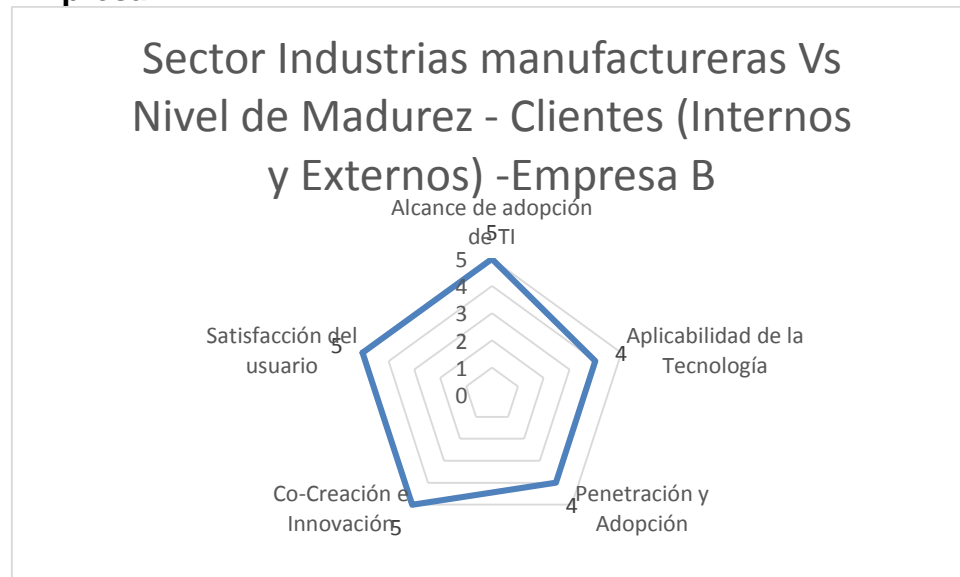 Sector Industrias manufactureras Vs
Nivel de Madurez - Clientes (Internos
y Externos) -Empresa B
Alcance de adopción
de TI
5
5
4
3
2
1
0
Aplicabilidad de la
Tecnología
4
Penetración y
Adopción
4
Co-Creación e
Innovación
5
Satisfacción del
usuario
5